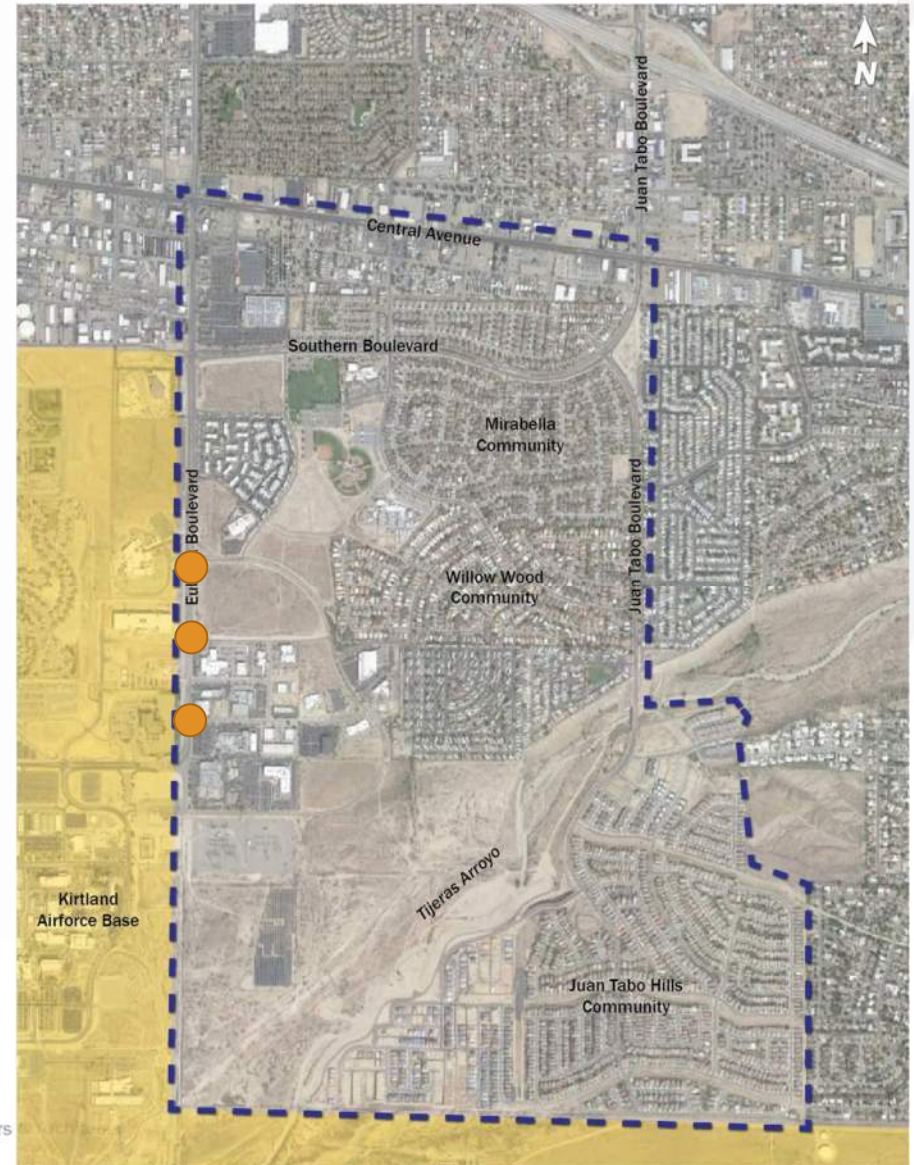 N
Juan Tabo Boulevard
Central Avenue
Southern Boulevard
Mirabella
Community
Boulevard
Juan Tabo Boulevard
Willow Wood
Community
Tijeras Arroyo
Kirtland
Airforce Base
Juan Tabo Hills
Community